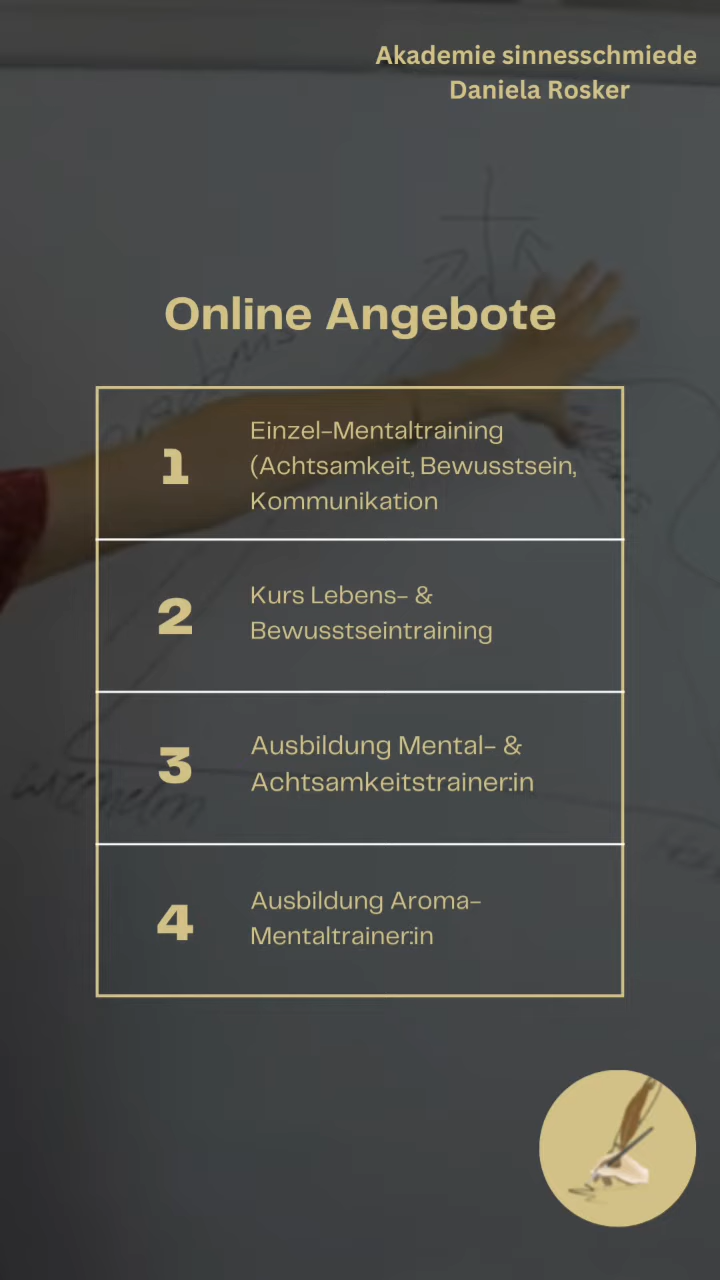 Akademie sinnesschmiede
Daniela Rosker
Online Angebote
1
Einzel-Mentaltraining
(Achtsamkeit, Bewusstsein,
Kommunikation
2
Kurs Lebens- &
Bewusstseintraining
3
Ausbildung Mental- &
Achtsamkeitstrainer:in
4
Ausbildung Aroma-
Mentaltrainer:in